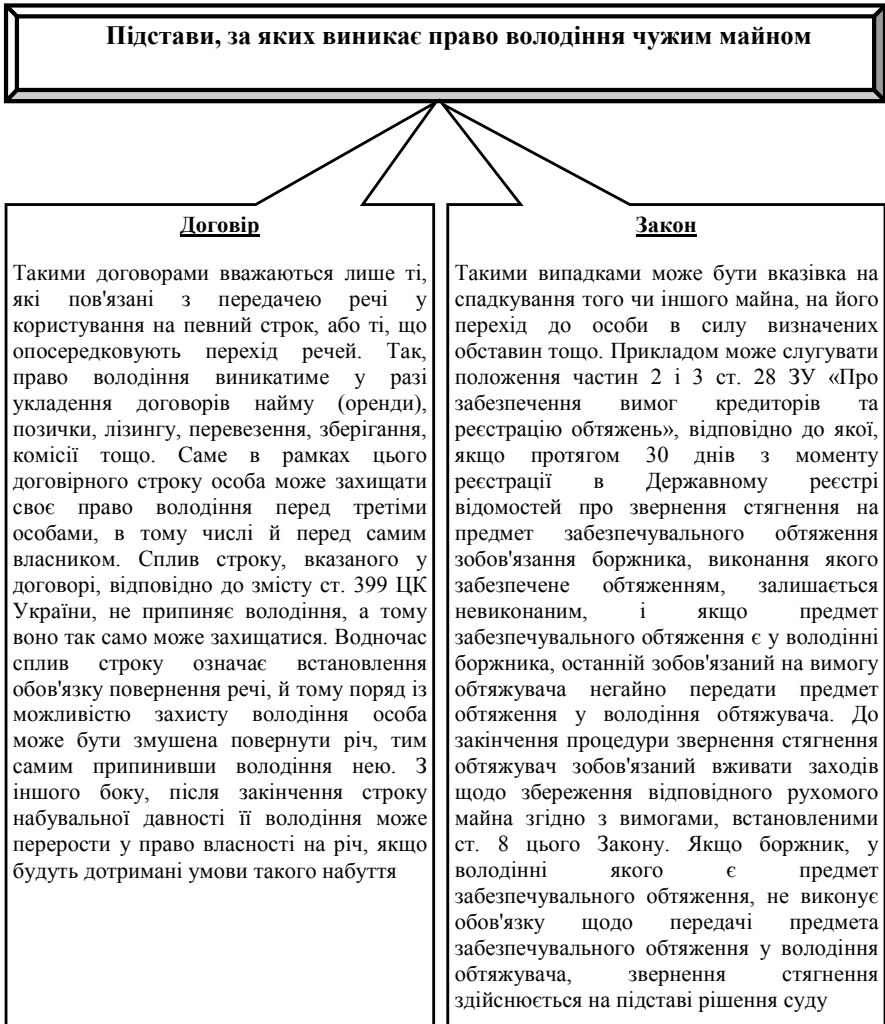 Підстави, за яких виникає право володіння чужим майном
Договір
Такими договорами вважаються лише ті,
які пов'язані з передачею речі у
користування на певний строк, або ті, що
опосередковують перехід речей. Так,
право володіння виникатиме у разі
укладення договорів найму (оренди),
позички, лізингу, перевезення, зберігання,
комісії тощо. Саме в рамках цього
договірного строку особа може захищати
своє право володіння перед третіми
особами, в тому числі й перед самим
власником. Сплив строку, вказаного у
договорі, відповідно до змісту ст. 399 ЦК
України, не припиняє володіння, а тому
воно так само може захищатися. Водночас
сплив строку означає встановлення
обов'язку повернення речі, й тому поряд із
можливістю захисту володіння особа
може бути змушена повернути річ, тим
самим припинивши володіння нею. З
іншого боку, після закінчення строку
набувальної давності її володіння може
перерости у право власності на річ, якщо
будуть дотримані умови такого набуття
Закон
Такими випадками може бути вказівка на
спадкування того чи іншого майна, на його
перехід до особи в силу визначених
обставин тощо. Прикладом може слугувати
положення частин 2 і 3 ст. 28 ЗУ «Про
забезпечення вимог кредиторів та
реєстрацію обтяжень», відповідно до якої,
якщо протягом 30 днів з моменту
реєстрації в Державному реєстрі
відомостей про звернення стягнення на
предмет забезпечувального обтяження
зобов'язання боржника, виконання якого
забезпечене обтяженням, залишається
невиконаним, і якщо предмет
забезпечувального обтяження є у володінні
боржника, останній зобов'язаний на вимогу
обтяжувача негайно передати предмет
обтяження у володіння обтяжувача. До
закінчення процедури звернення стягнення
обтяжувач зобов'язаний вживати заходів
щодо збереження відповідного рухомого
майна згідно з вимогами, встановленими
ст. 8 цього Закону. Якщо боржник, у
володінні якого є предмет
забезпечувального обтяження, не виконує
обов'язку щодо передачі предмета
забезпечувального обтяження у володіння
обтяжувача, звернення стягнення
здійснюється на підставі рішення суду